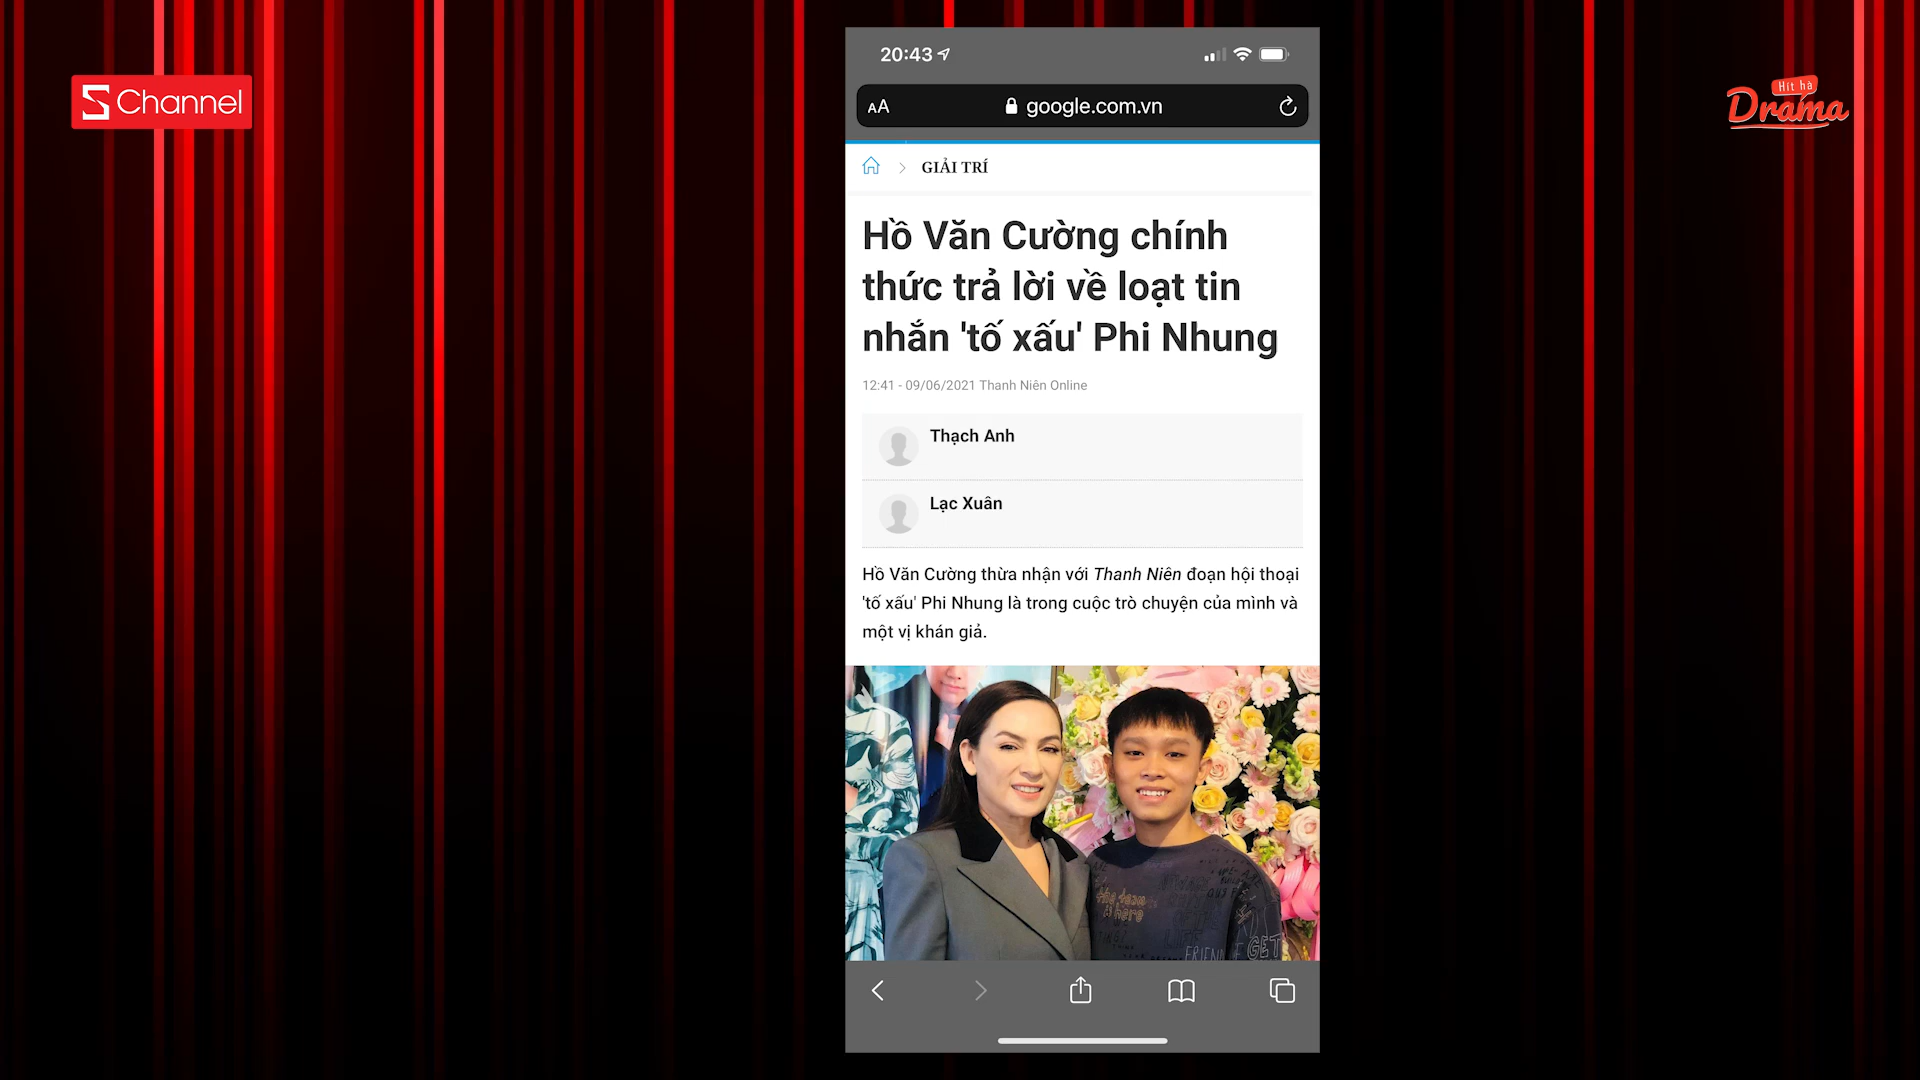 20:43
S Channel
Hít hà
Drama
AA
google.com.vn
GIẢI TRÍ
Hồ Văn Cường chính
thức trả lời về loạt tin
nhắn 'tố xấu' Phi Nhung
12:41 - 09/06/2021 Thanh Niên Online
Thạch Anh
Lạc Xuân
Hồ Văn Cường thừa nhận với Thanh Niên đoạn hội thoại
'tố xấu' Phi Nhung là trong cuộc trò chuyện của mình và
một vị khán giả.
GET